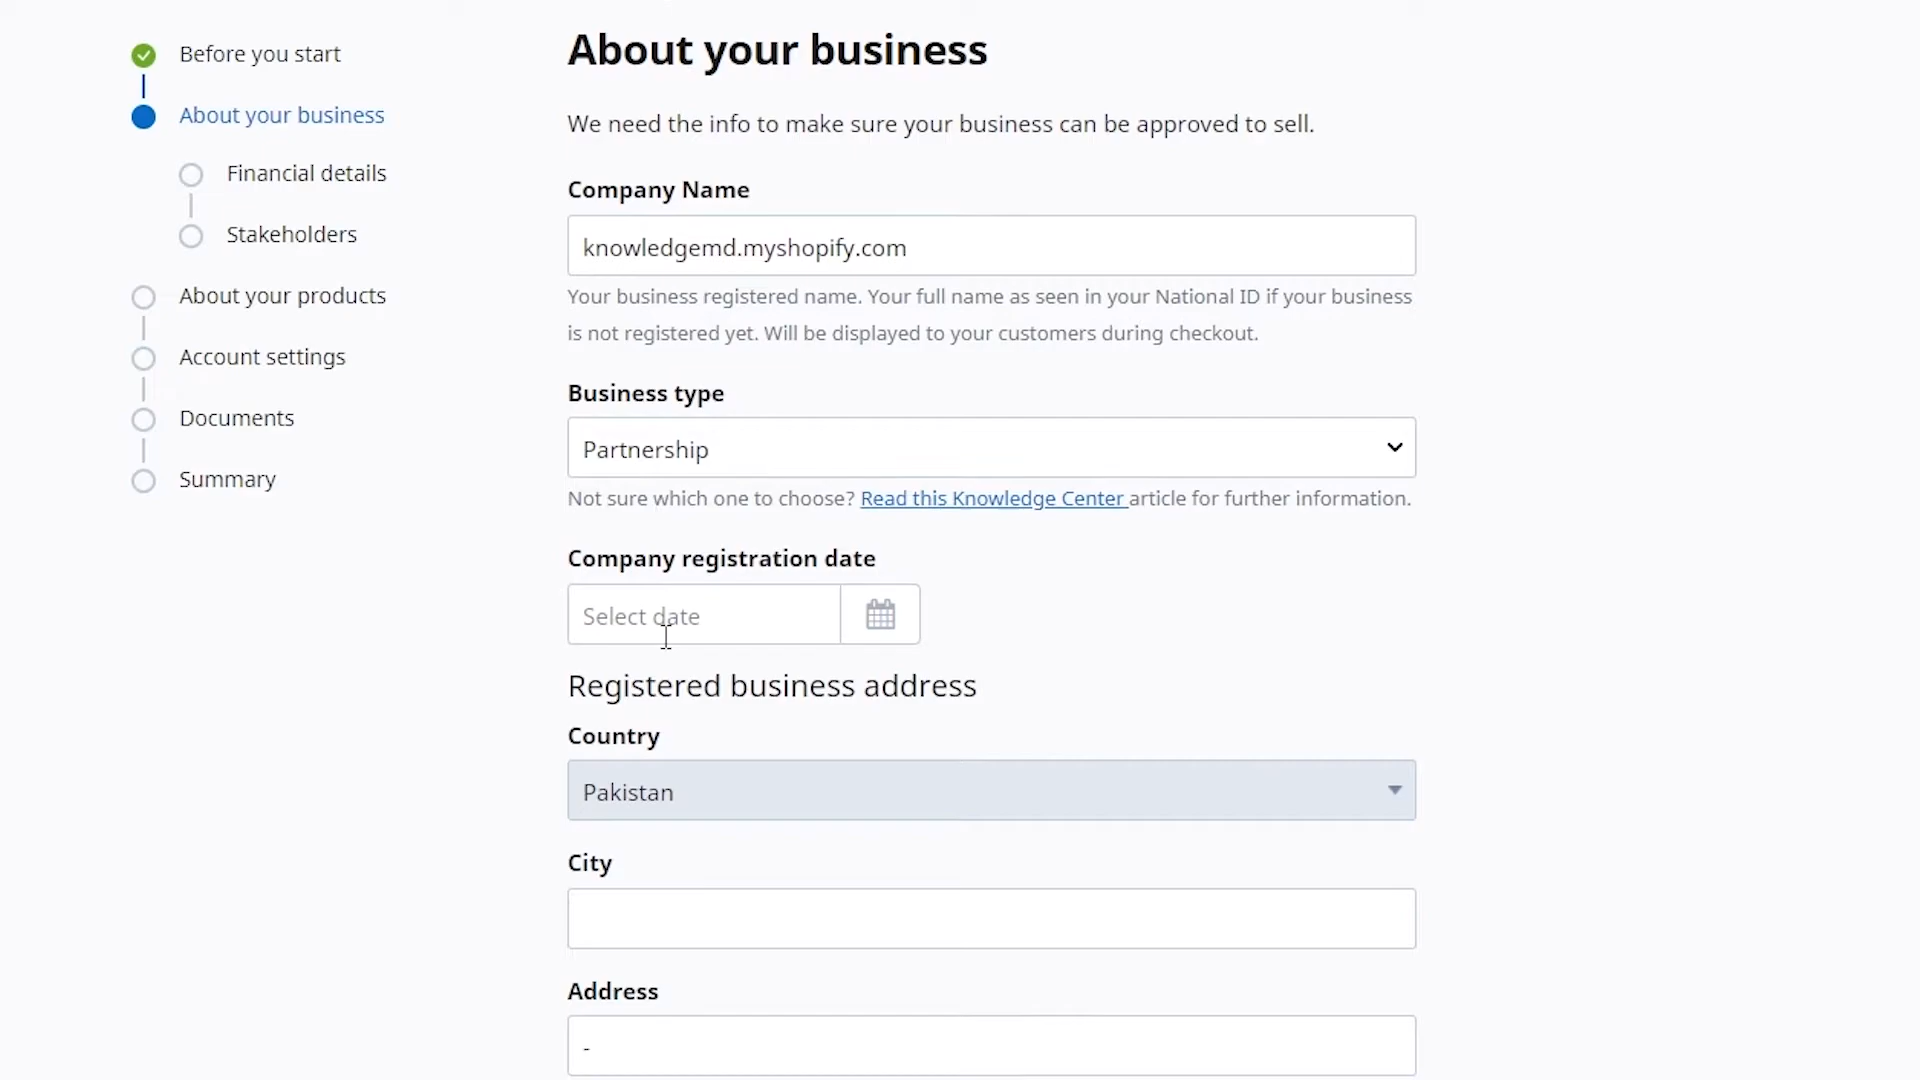 Before you start
About your business
Financial details
Stakeholders
About your products
Account settings
Documents
Summary
About your business
We need the info to make sure your business can be approved to sell.
Company Name
knowledgemd.myshopify.com
Your business registered name. Your full name as seen in your National ID if your business
is not registered yet. Will be displayed to your customers during checkout.
Business type
Partnership
Not sure which one to choose? Read this Knowledge Center article for further information.
Company registration date
Select date
Registered business address
Country
Pakistan
City
Address
-